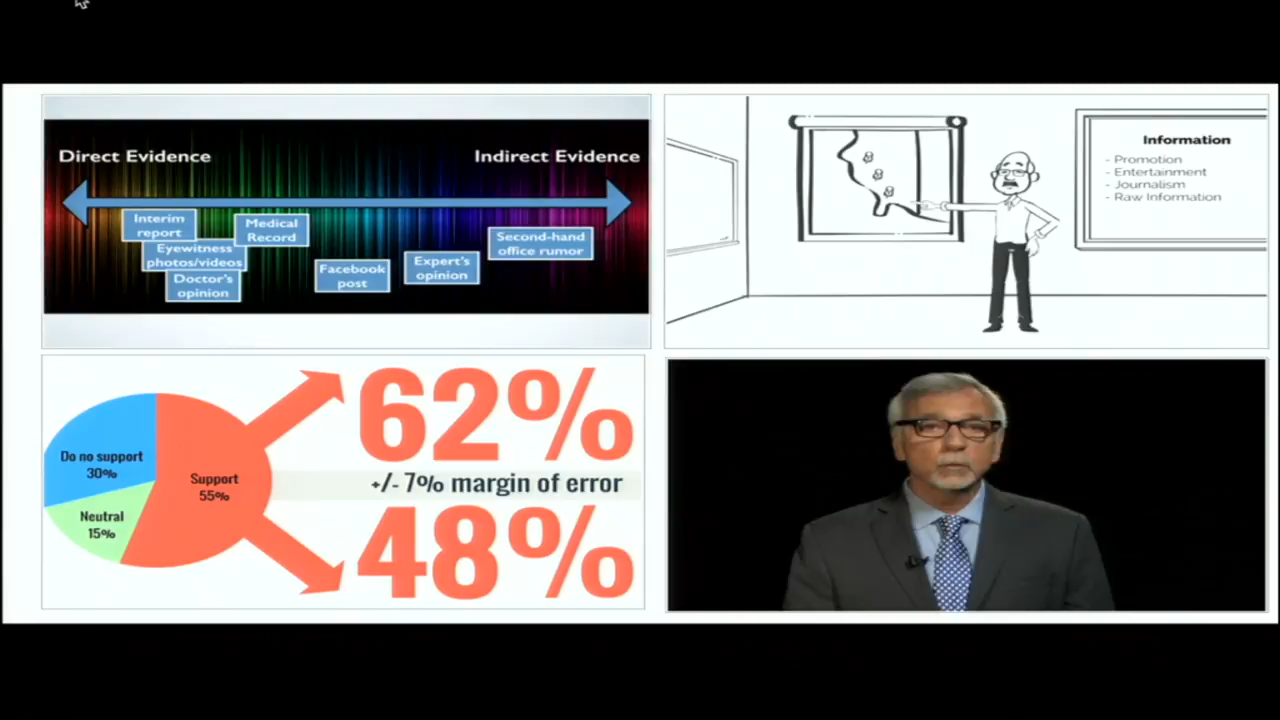 Direct Evidence
Indirect Evidence
Interim
report
Medical
Record
Eyewitness
photos/videos
Doctor's
opinion
Facebook
post
Expert's
opinion
Second-hand
office rumor
Information
- Promotion
- Entertainment
- Journalism
- Raw Information
Do no support
30%
Neutral
15%
Support
55%
62%
+/- 7% margin of error
48%